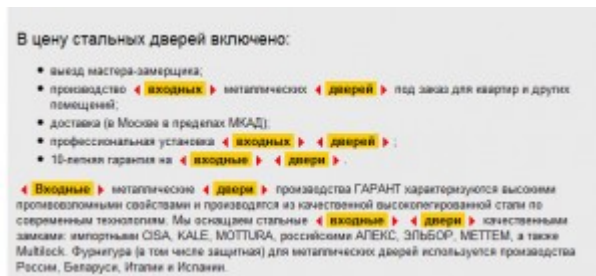 В цену стальных дверей включено:
• выезд мастера-замерщика;
• производство входных металлических дверей под заказ для квартир и других
помещений;
• доставка (в Москве в пределах МКАД);
• профессиональная установка входных дверей ;
• 10-летняя гарантия на входные двери .
Входные металлические двери производства ГАРАНТ характеризуются высокими
противовзломными свойствами и производятся из качественной высоколегированной стали по
современным технологиям. Мы оснащаем стальные входные двери качественными
замками: импортными CISA, KALE, MOTTURA, российскими АПЕКС, ЭЛЬБОР, МЕТТЕМ, а также
Multilock. Фурнитура (в том числе защитная) для металлических дверей используется производства
России, Беларуси, Италии и Испании.